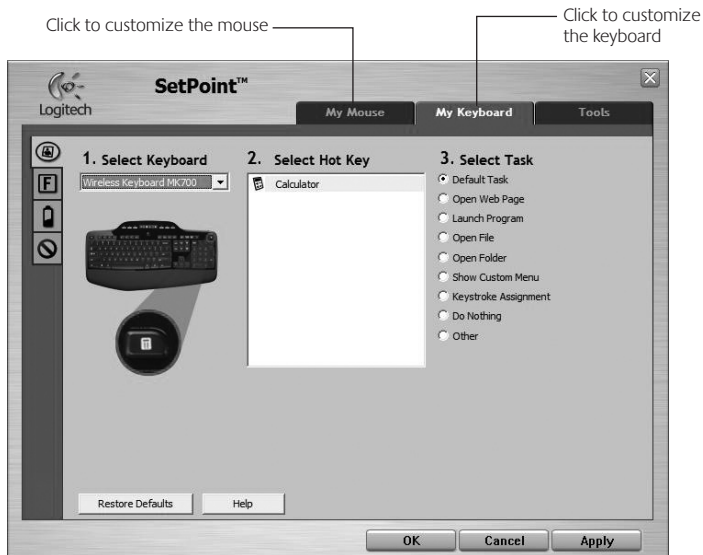 Click to customize the mouse
Click to customize
the keyboard
Logitech
SetPoint™
My Mouse
My Keyboard
Tools
1. Select Keyboard
Wireless Keyboard MK700
2. Select Hot Key
Calculator
3. Select Task
Default Task
Open Web Page
Launch Program
Open File
Open Folder
Show Custom Menu
Keystroke Assignment
Do Nothing
Other
F
Restore Defaults
Help
OK
Cancel
Apply